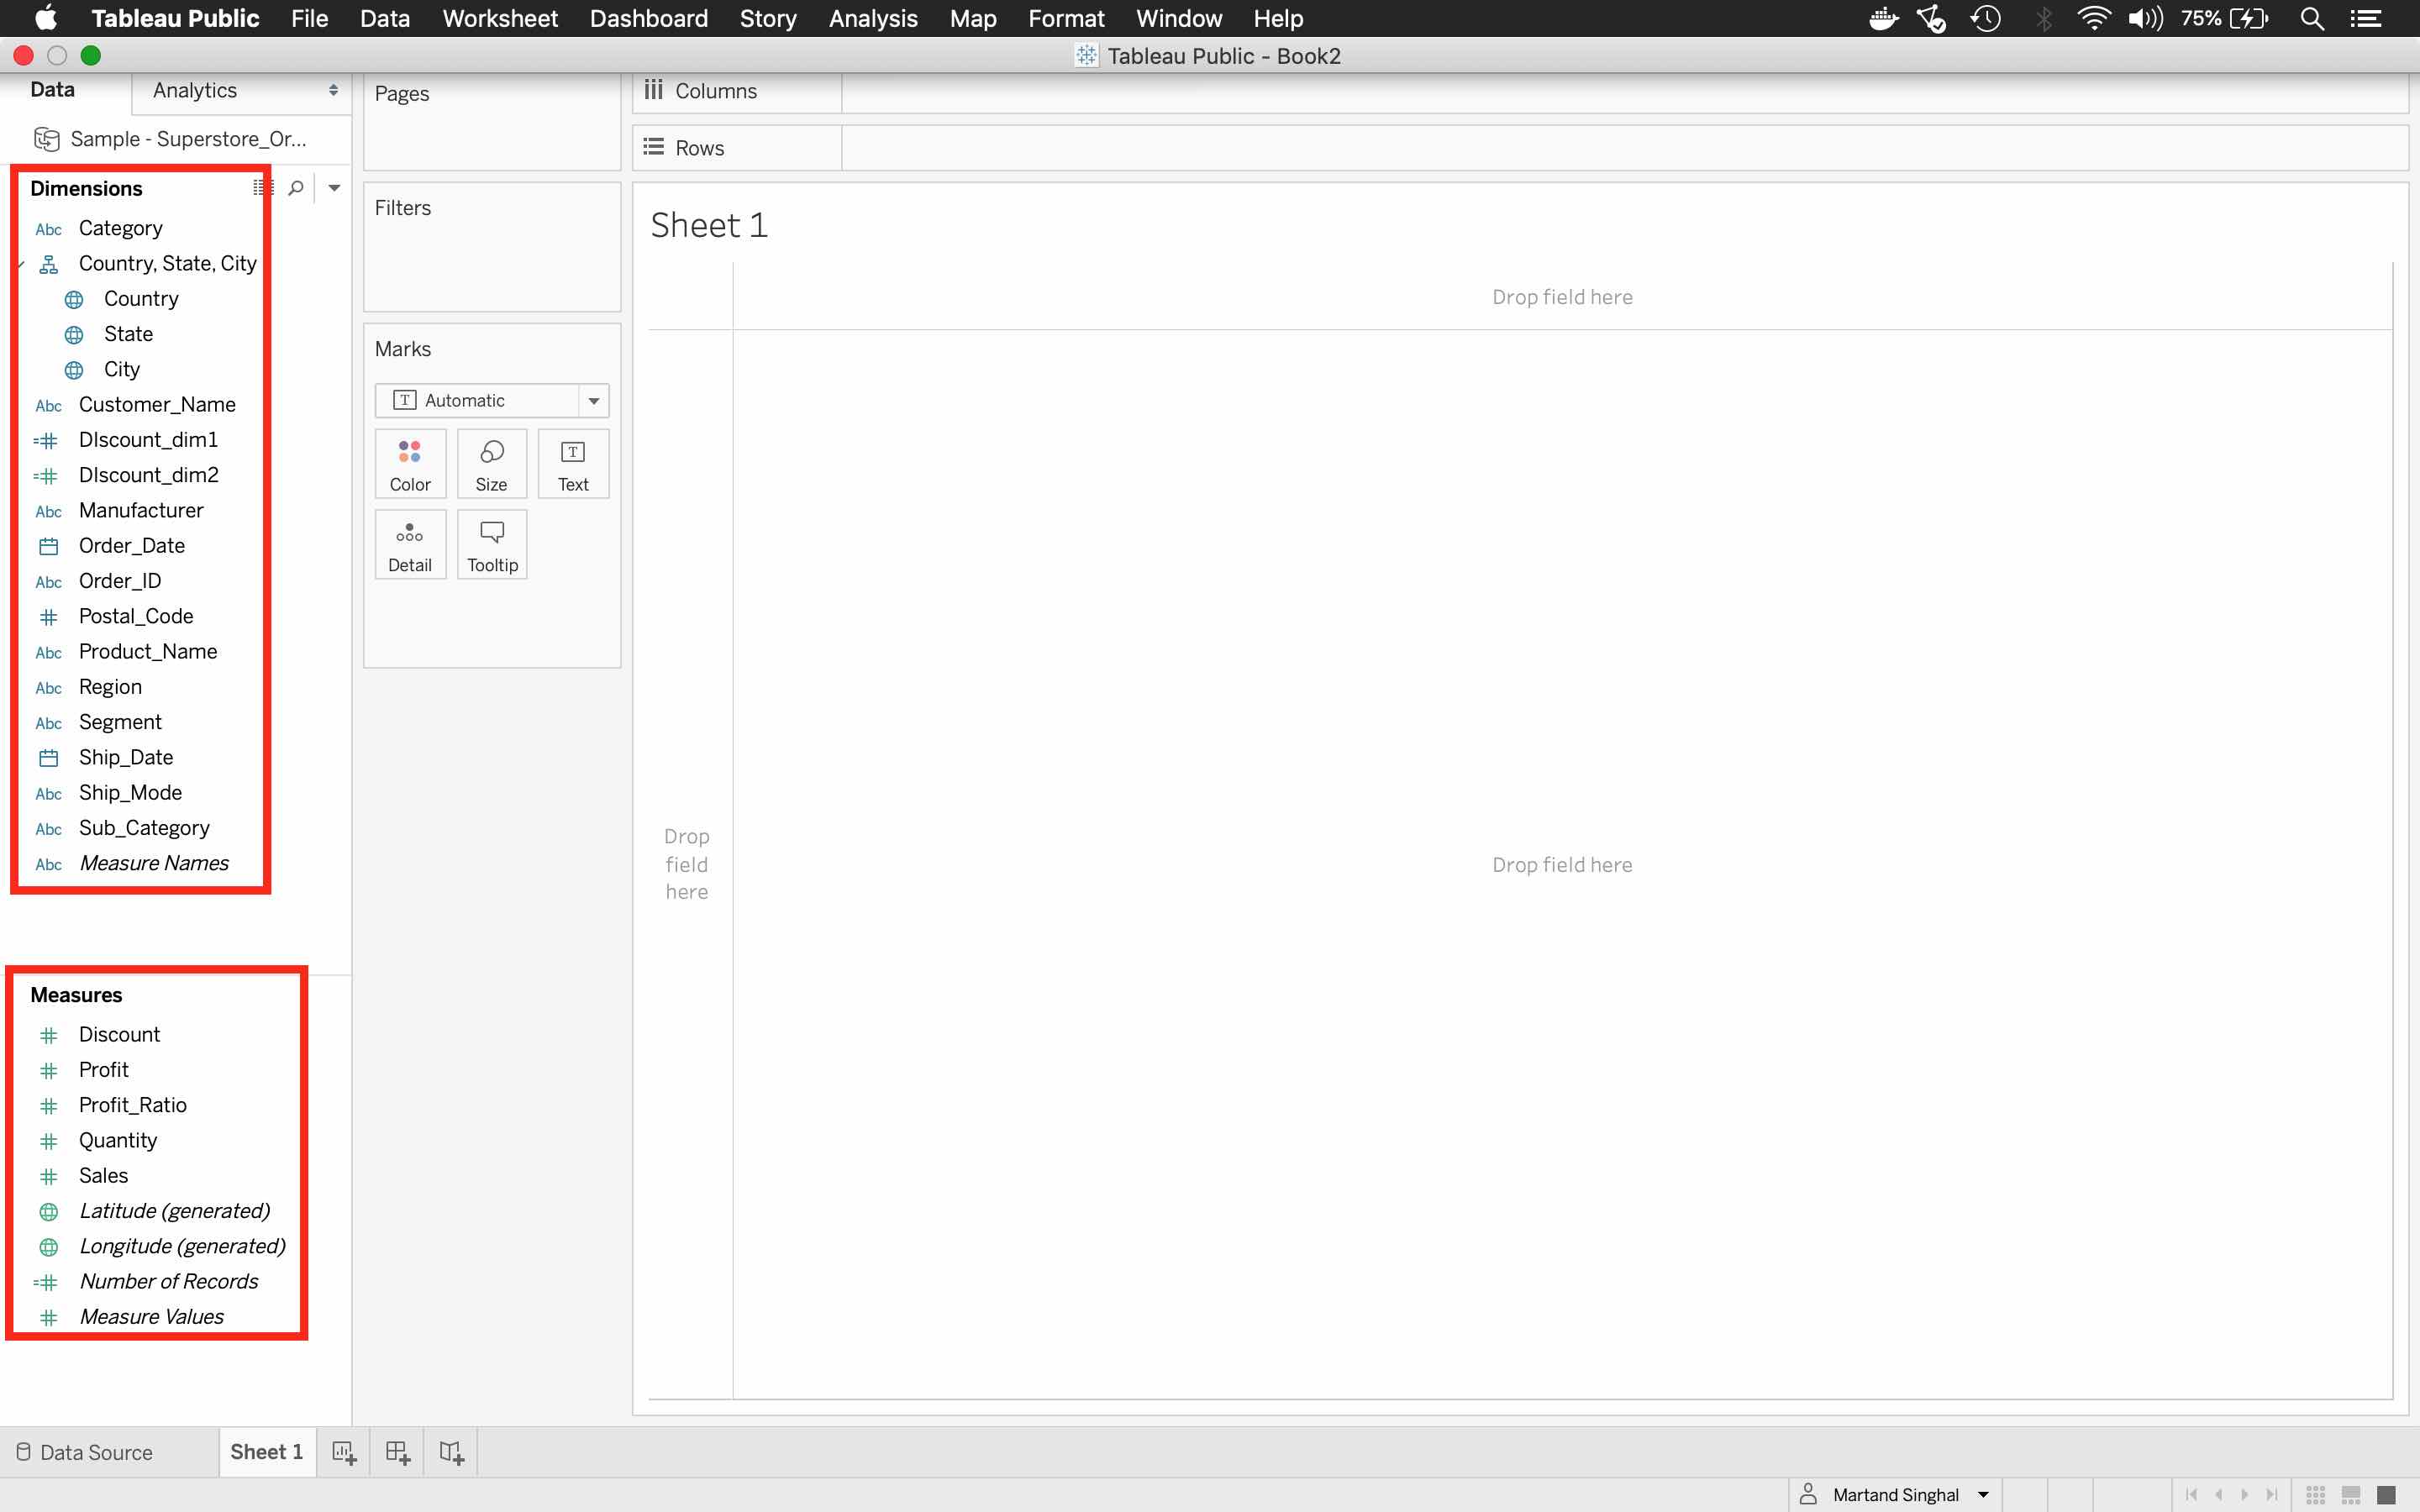 Tableau Public File Data Worksheet Dashboard Story Analysis Map Format Window Help 75%
Tableau Public - Book2
Data Analytics
Sample - Superstore_Or...
Dimensions
Abc Category
Country, State, City
Country
State
City
Abc Customer_Name
=# DIscount_dim1
=# DIscount_dim2
Abc Manufacturer
Order_Date
Abc Order_ID
# Postal_Code
Abc Product_Name
Abc Region
Abc Segment
Ship_Date
Abc Ship_Mode
Abc Sub_Category
Abc Measure Names
Measures
# Discount
# Profit
# Profit_Ratio
# Quantity
# Sales
Latitude (generated)
Longitude (generated)
=# Number of Records
# Measure Values
Pages
Filters
Marks
T Automatic
Color Size T Text
Detail Tooltip
Columns
Rows
Sheet 1
Drop field here
Drop
field
here
Drop field here
Data Source Sheet 1
Martand Singhal